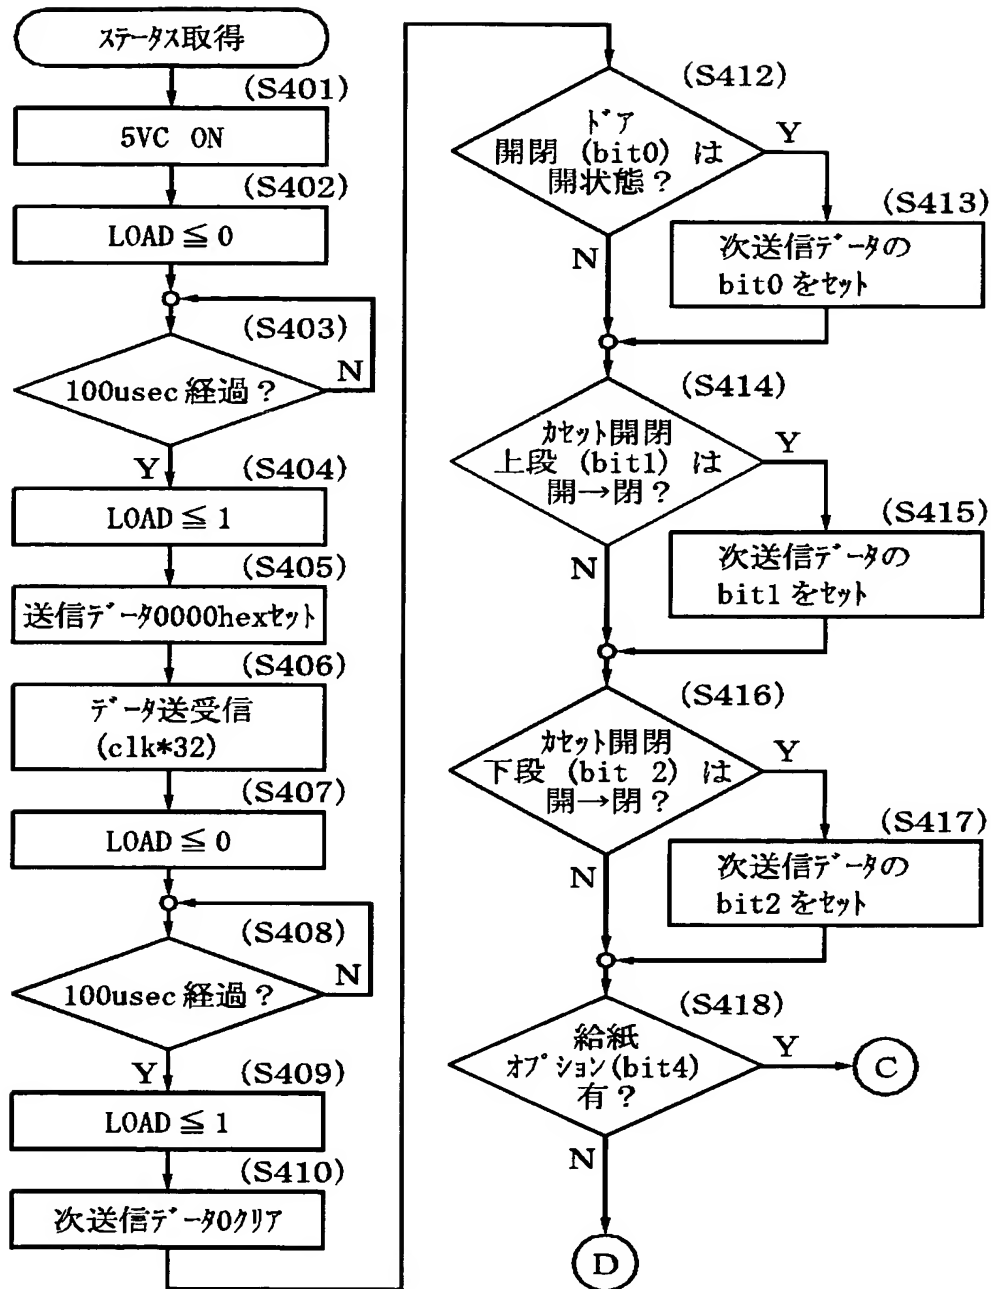 ステータス取得
(S401)
5VC ON
(S402)
LOAD ≦ 0
(S403)
100usec 経過？
N
Y
(S404)
LOAD ≦ 1
(S405)
送信データ0000hexセット
(S406)
データ送受信
(clk*32)
(S407)
LOAD ≦ 0
(S408)
100usec 経過？
N
Y
(S409)
LOAD ≦ 1
(S410)
次送信データ0クリア
(S412)
ドア
開閉 (bit0) は
開状態？
Y
N
(S413)
次送信データの
bit0 をセット
(S414)
カセット開閉
上段 (bit1) は
開→閉？
Y
N
(S415)
次送信データの
bit1 をセット
(S416)
カセット開閉
下段 (bit 2) は
開→閉？
Y
N
(S417)
次送信データの
bit2 をセット
(S418)
給紙
オプション(bit4)
有？
Y
C
N
D